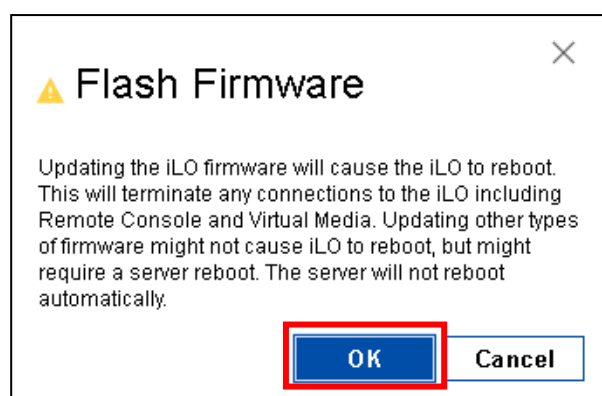 Flash Firmware
Updating the iLO firmware will cause the iLO to reboot.
This will terminate any connections to the iLO including
Remote Console and Virtual Media. Updating other types
of firmware might not cause iLO to reboot, but might
require a server reboot. The server will not reboot
automatically.
OK Cancel